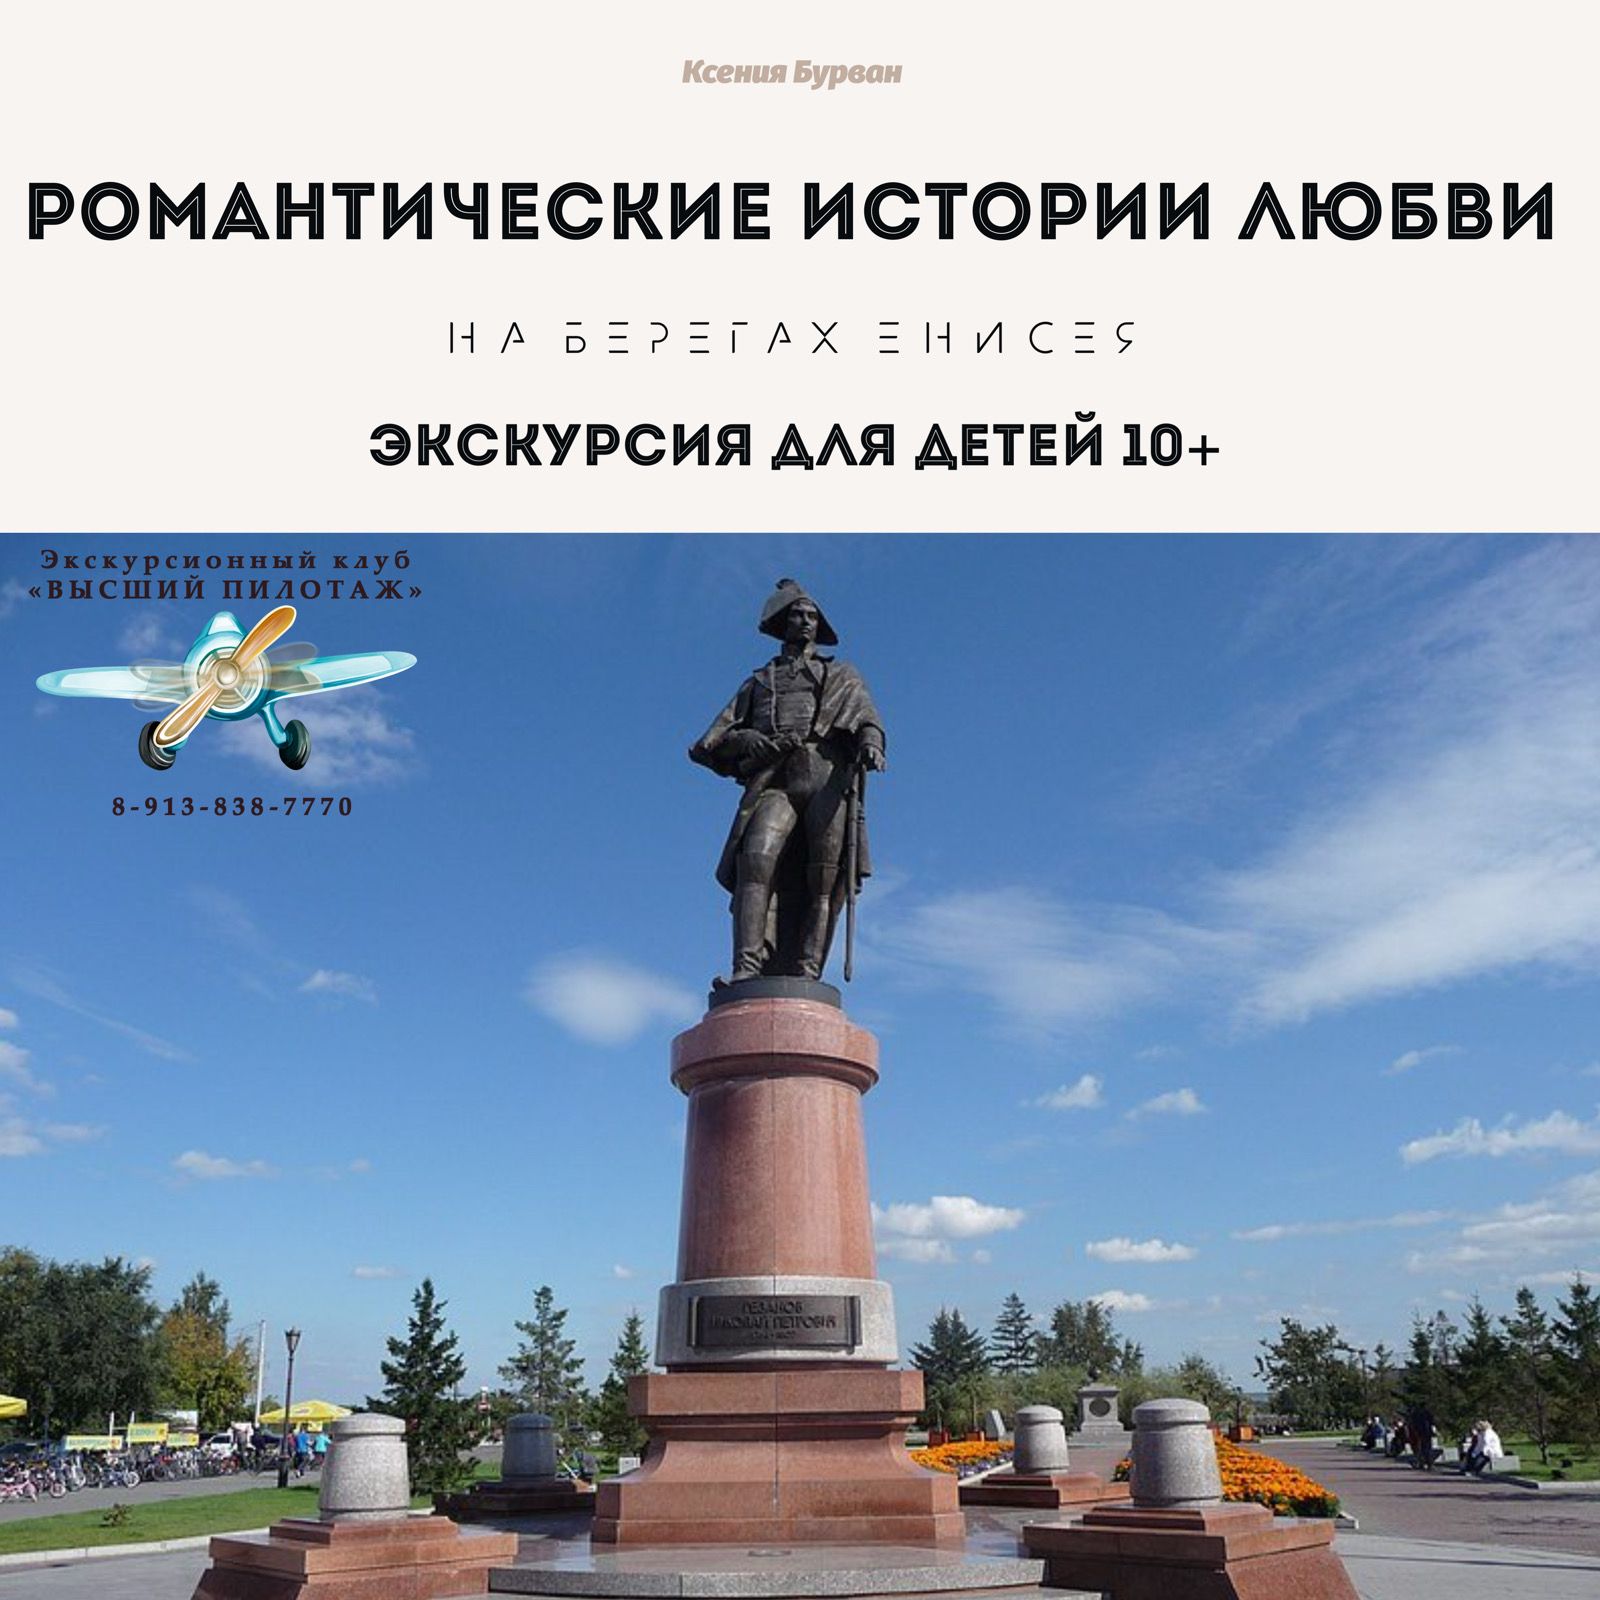 Ксения Бурван
РОМАНТИЧЕСКИЕ ИСТОРИИ ЛЮБВИ
НА БЕРЕГАХ ЕНИСЕЯ
ЭКСКУРСИЯ ДЛЯ ДЕТЕЙ 10+
Экскурсионный клуб
«ВЫСШИЙ ПИЛОТАЖ»
8-913-838-7770
РЕЗАНОВ
НИКОЛАЙ ПЕТРОВИЧ